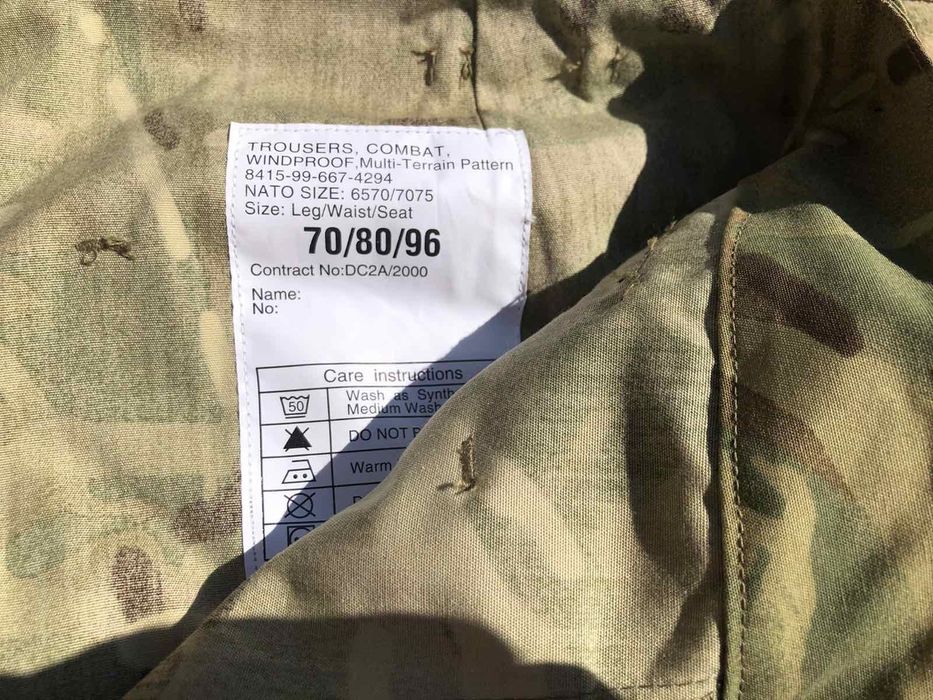 TROUSERS, COMBAT,
WINDPROOF,Multi-Terrain Pattern
8415-99-667-4294
NATO SIZE: 6570/7075
Size: Leg/Waist/Seat
70/80/96
Contract No:DC2A/2000
Name:
No:
Care instructions
50
Wash as
Medium Wash
DO NOT
Warm